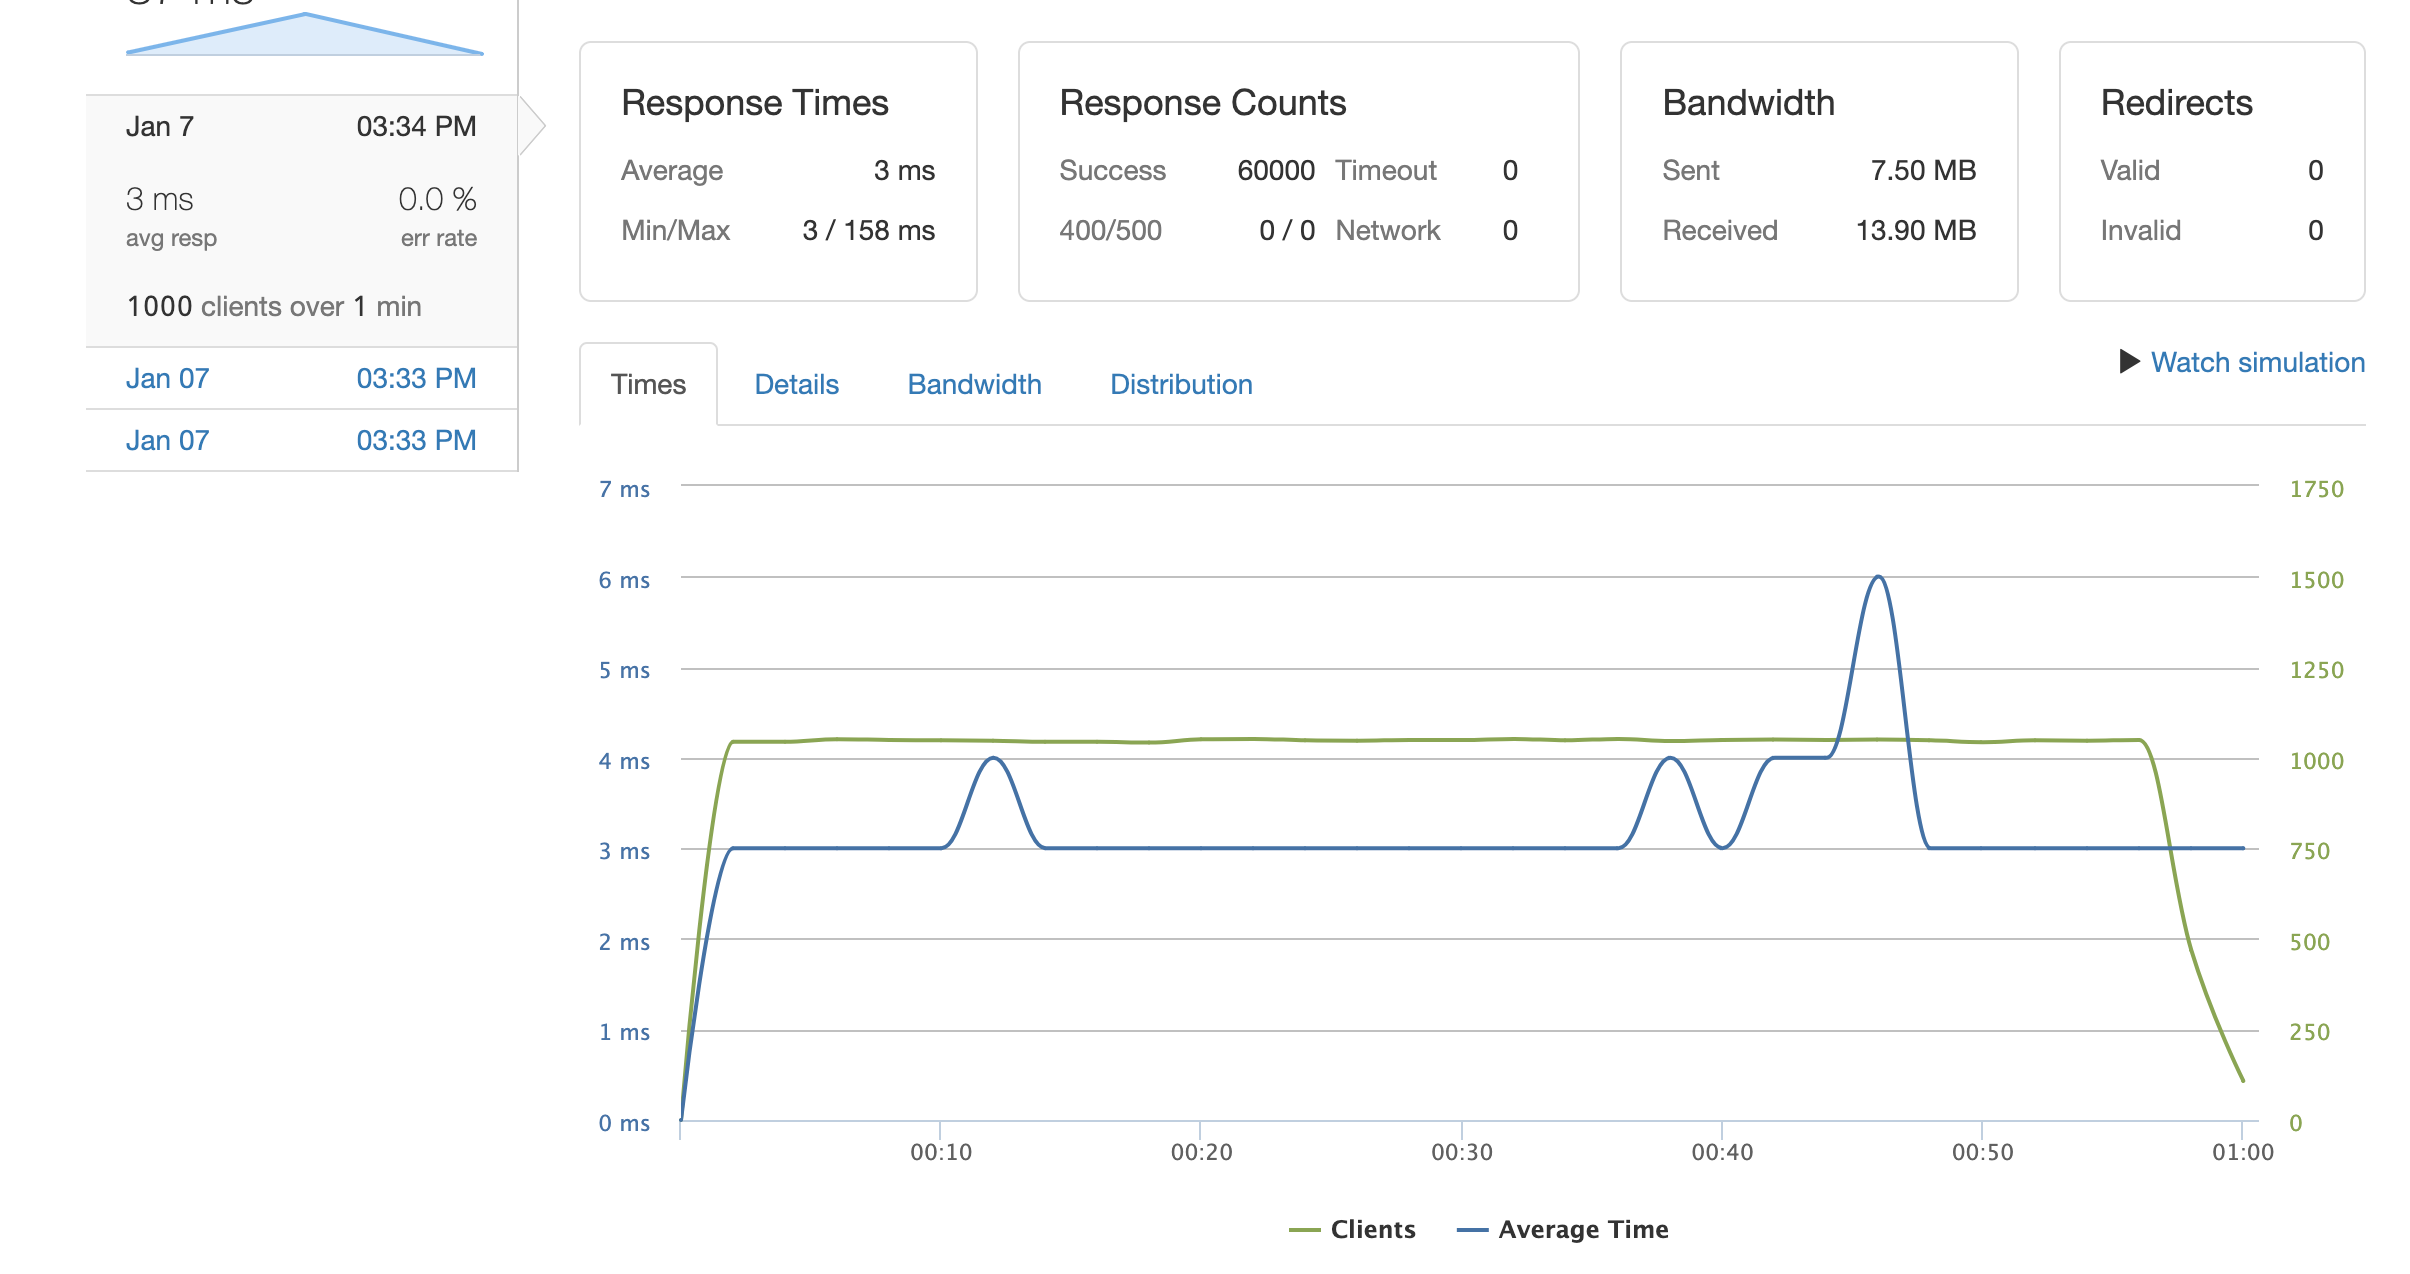 Jan 7 03:34 PM
3 ms 0.0 %
avg resp err rate
1000 clients over 1 min
Jan 07 03:33 PM
Jan 07 03:33 PM
Response Times
Average 3 ms
Min/Max 3 / 158 ms
Response Counts
Success 60000 Timeout 0
400/500 0 / 0 Network 0
Bandwidth
Sent 7.50 MB
Received 13.90 MB
Redirects
Valid 0
Invalid 0
Times Details Bandwidth Distribution
Watch simulation
7 ms 1750
6 ms 1500
5 ms 1250
4 ms 1000
3 ms 750
2 ms 500
1 ms 250
0 ms 0
00:10 00:20 00:30 00:40 00:50 01:00
Clients Average Time